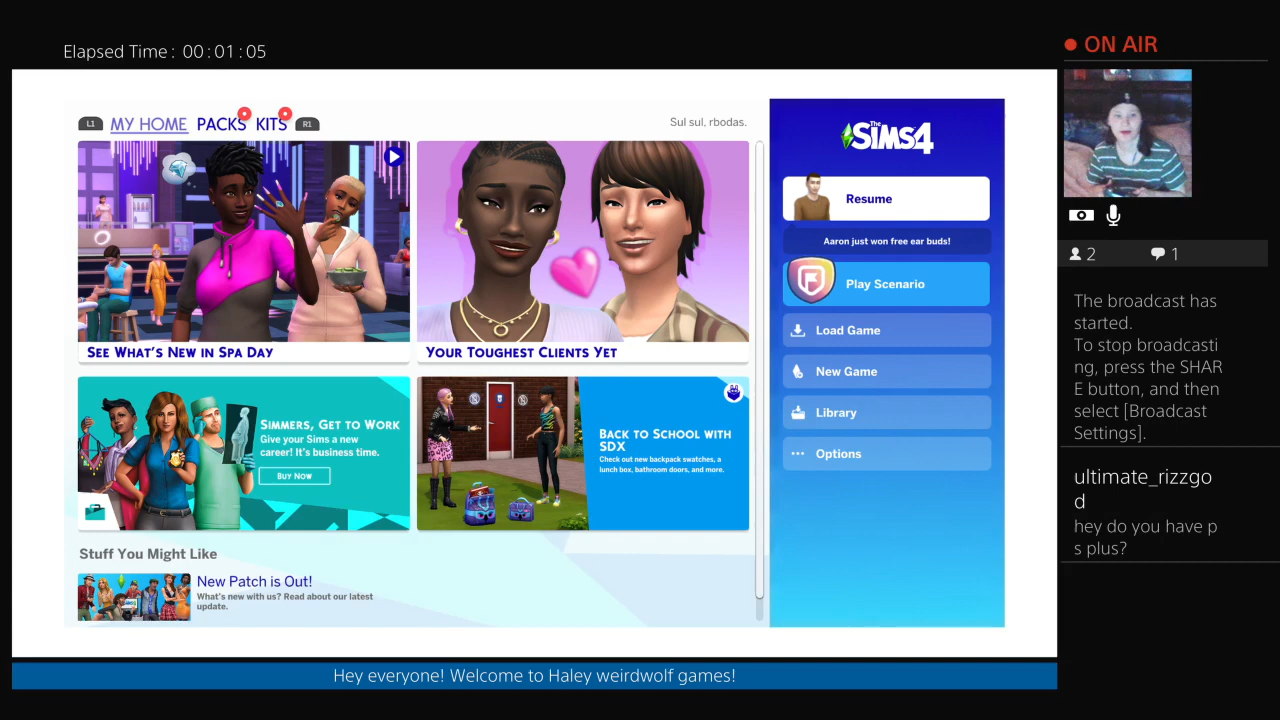 Elapsed Time: 00:01:05
ON AIR
L1 MY HOME PACKS KITS R1
Sul sul, rbodas.
SEE WHAT'S NEW IN SPA DAY
YOUR TOUGHEST CLIENTS YET
SIMMERS, GET TO WORK
Give your Sims a new
career! It's business time.
BUY NOW
BACK TO SCHOOL WITH
SDX
Check out new backpack swatches, a
lunch box, bathroom doors, and more.
Stuff You Might Like
New Patch is Out!
What's new with us? Read about our latest
update.
The SIMS4
Resume
Aaron just won free ear buds!
Play Scenario
Load Game
New Game
Library
Options
2 1
The broadcast has
started.
To stop broadcasti
ng, press the SHAR
E button, and then
select [Broadcast
Settings].
ultimate_rizzgo
d
hey do you have p
s plus?
Hey everyone! Welcome to Haley weirdwolf games!